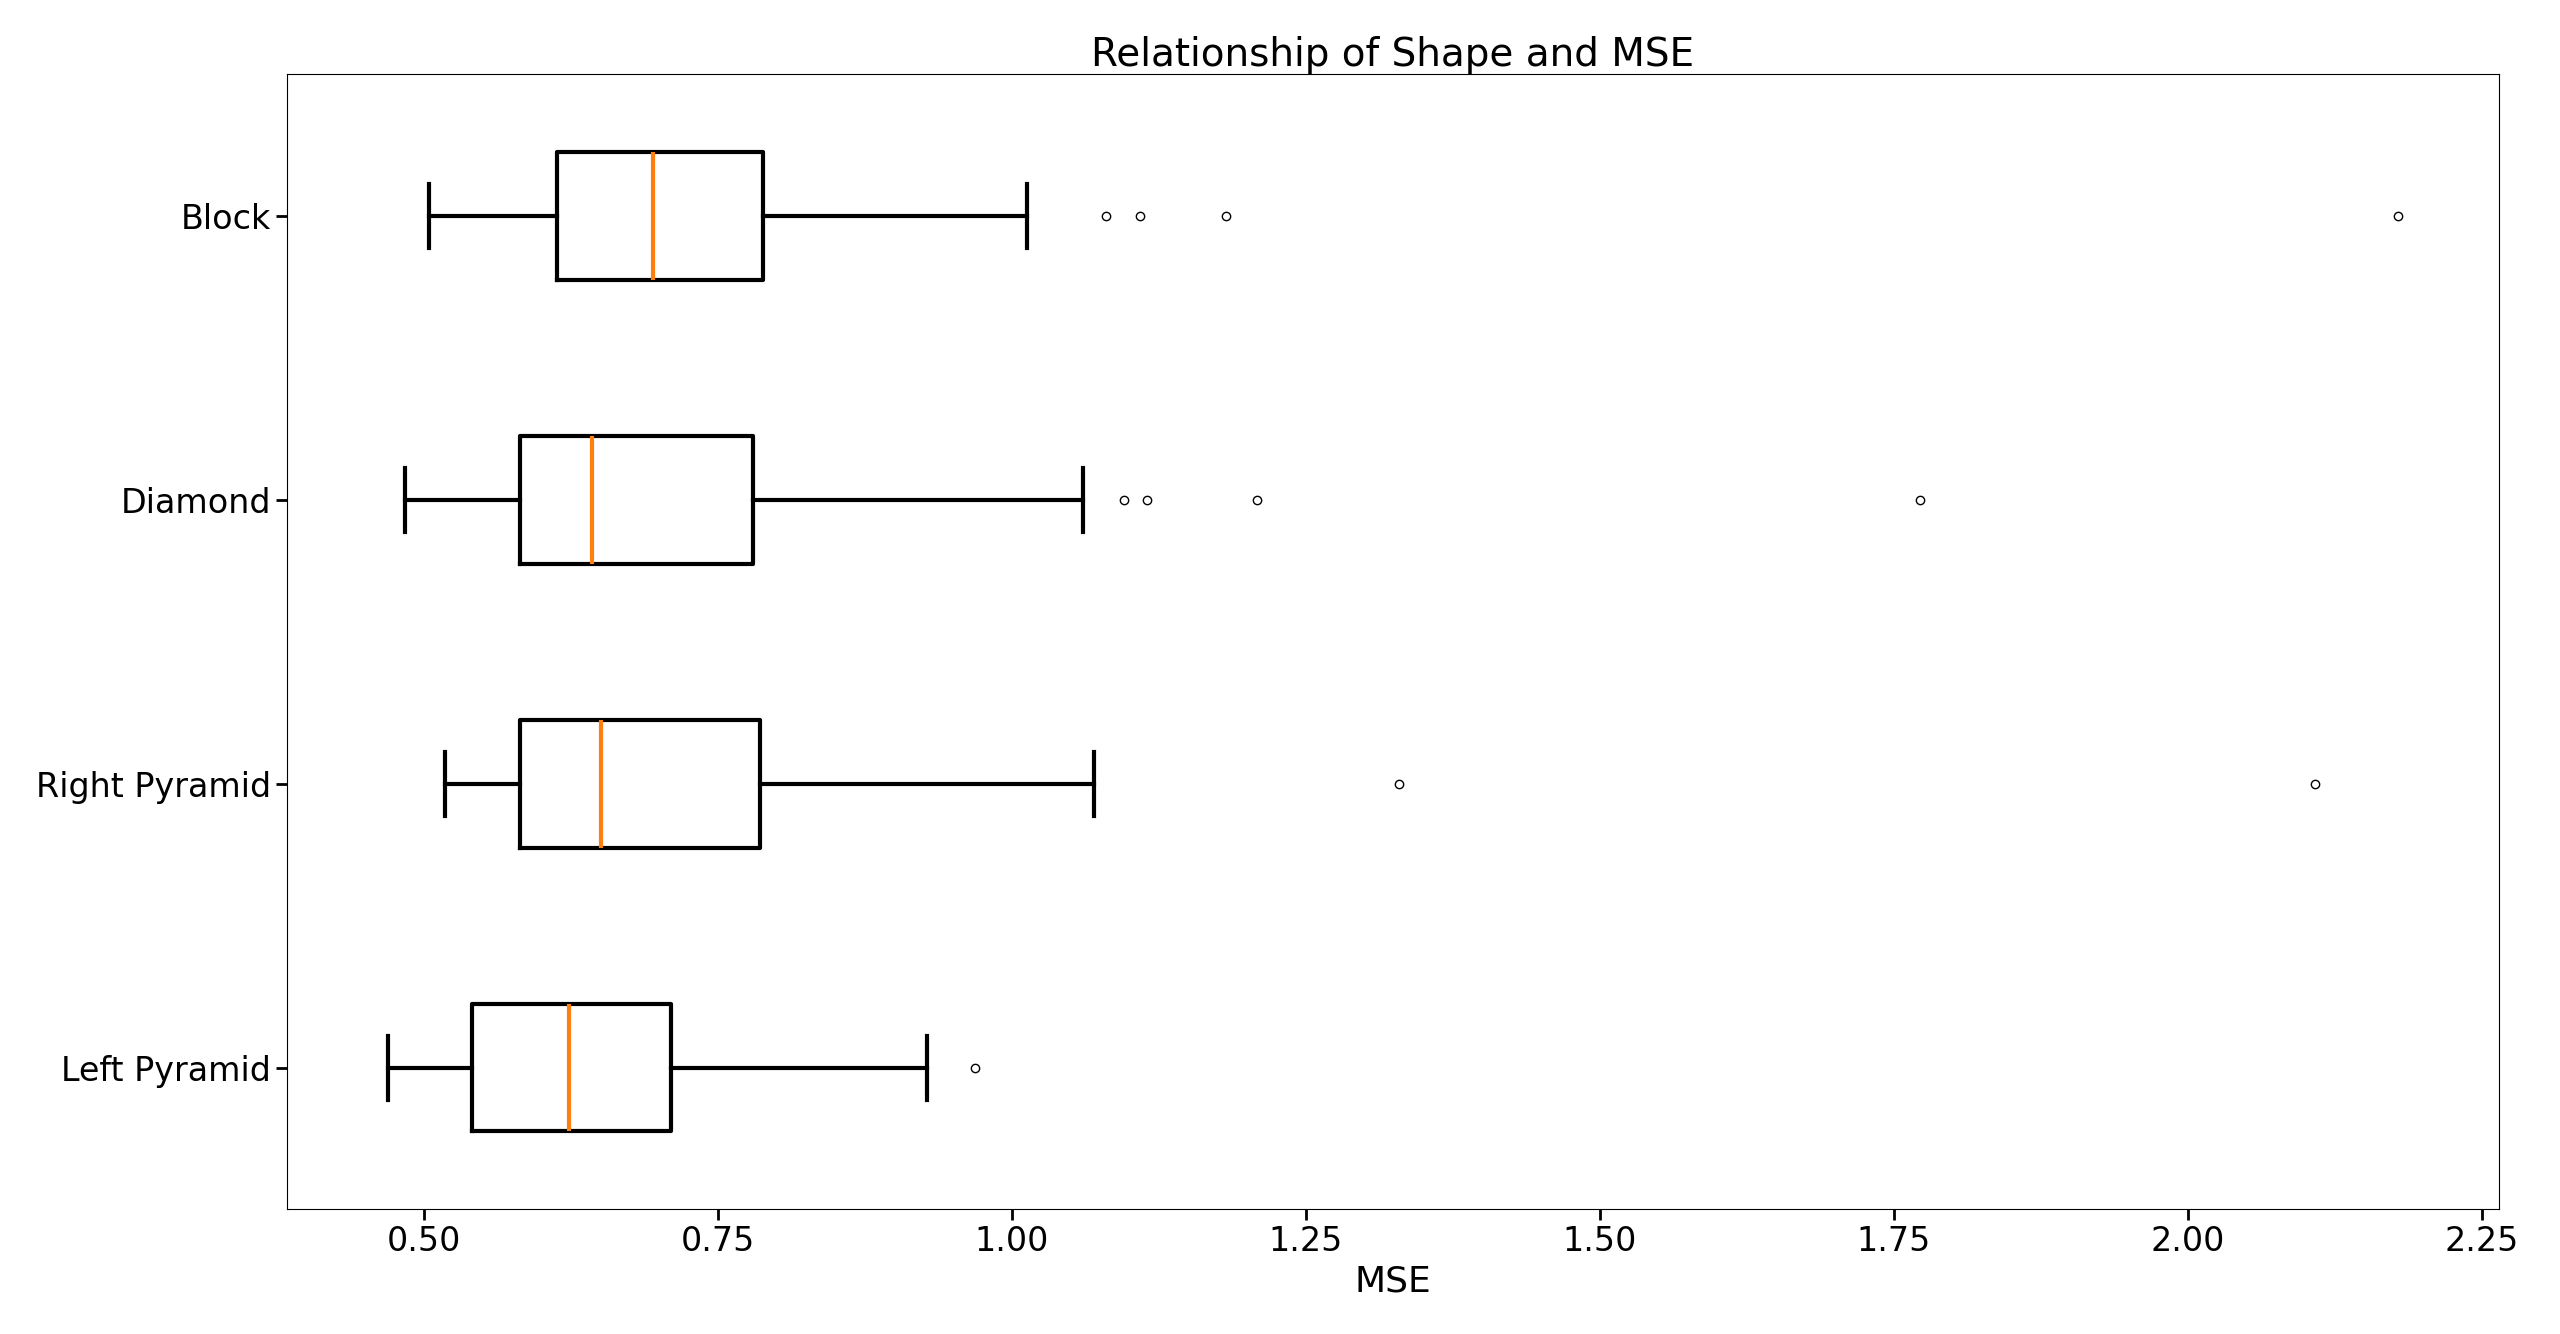 Relationship of Shape and MSE
Block
Diamond
Right Pyramid
Left Pyramid
0.50 0.75 1.00 1.25 1.50 1.75 2.00 2.25
MSE